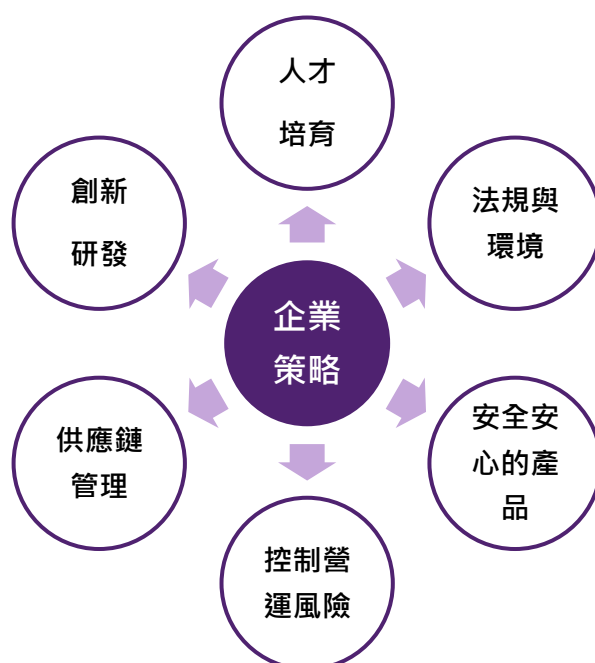 人才
培育
創新
研發
法規與
環境
企業
策略
供應鏈
管理
安全安
心的產
品
控制營
運風險